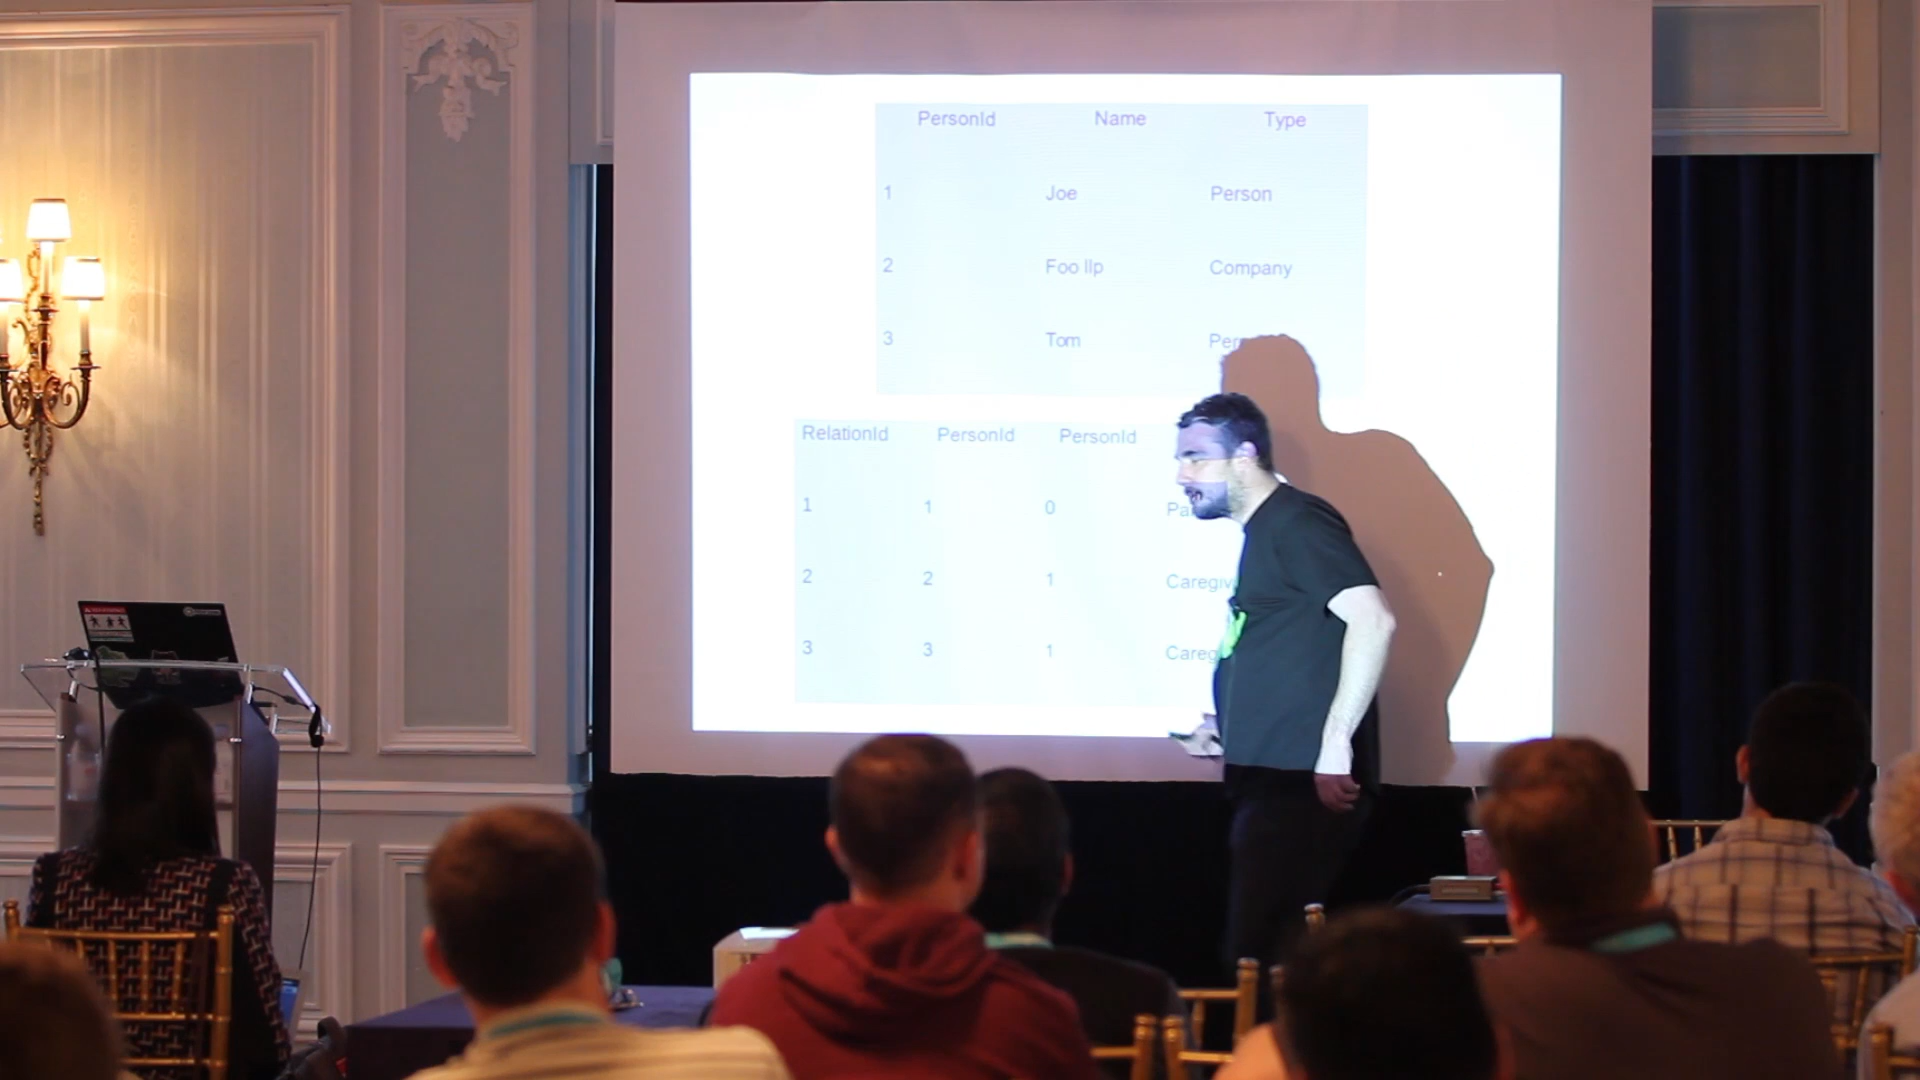 PersonId Name Type
1 Joe Person
2 Foo llp Company
3 Tom
RelationId PersonId PersonId
1 1 0
2 2 1
3 3 1